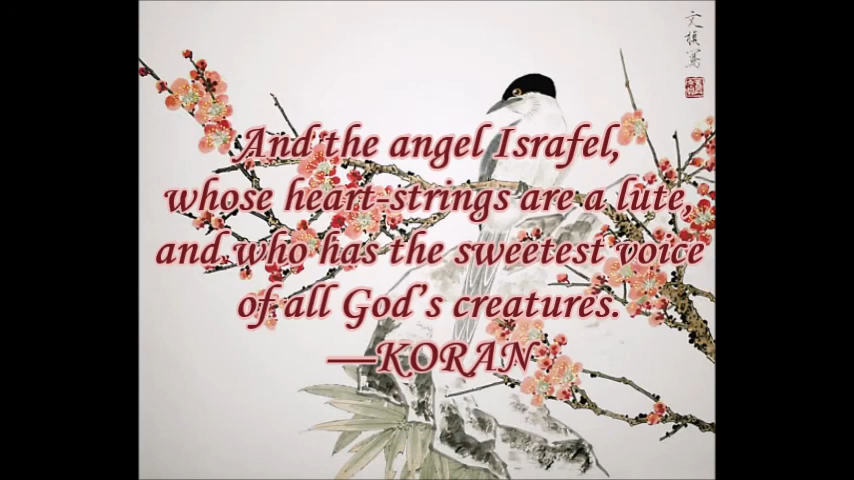 And the angel Israfel,
whose heart-strings are a lute,
and who has the sweetest voice
of all God’s creatures.
—KORAN